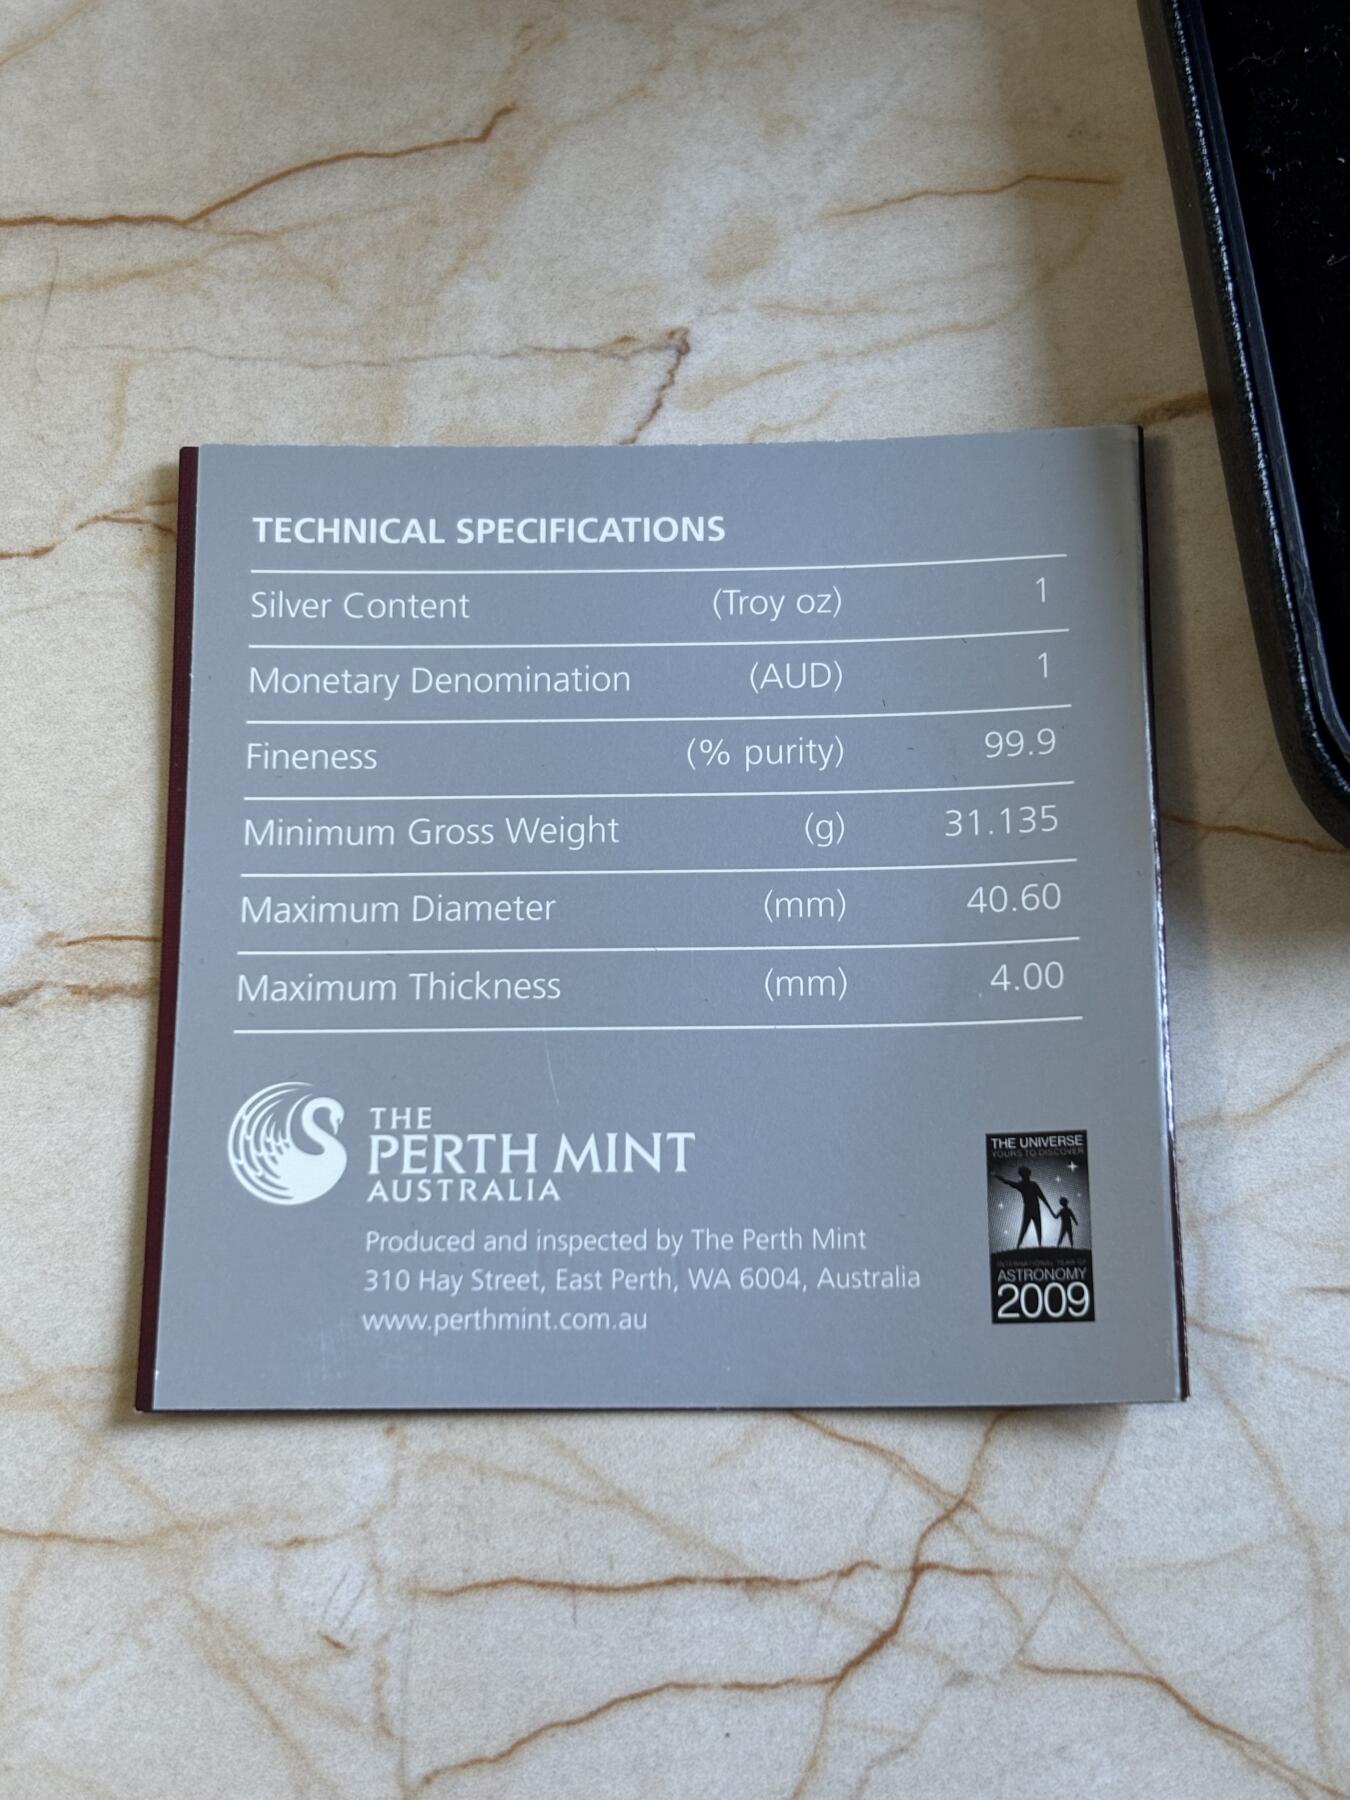 TECHNICAL SPECIFICATIONS
Silver Content (Troy oz) 1
Monetary Denomination (AUD) 1
Fineness (% purity) 99.9
Minimum Gross Weight (g) 31.135
Maximum Diameter (mm) 40.60
Maximum Thickness (mm) 4.00
THE
PERTH MINT
AUSTRALIA
Produced and inspected by The Perth Mint
310 Hay Street, East Perth, WA 6004, Australia
www.perthmint.com.au
THE UNIVERSE
YOURS TO DISCOVER
INTERNATIONAL YEAR OF
ASTRONOMY
2009